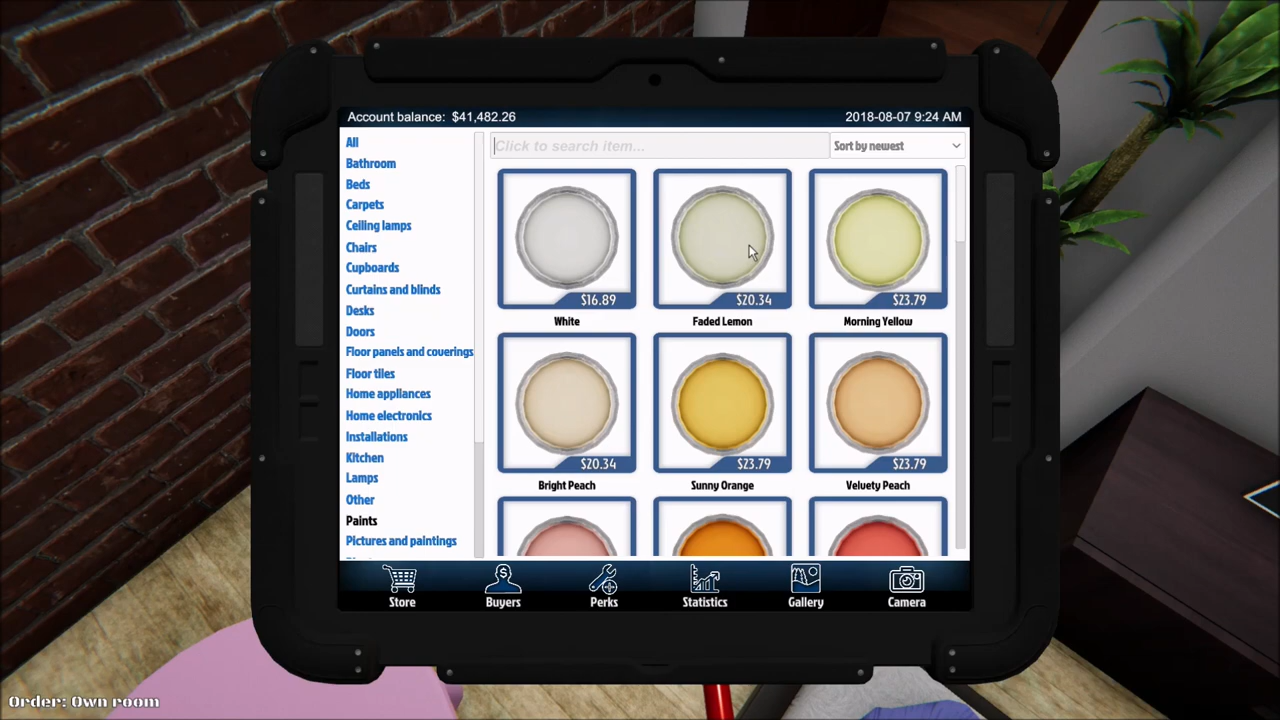 Account balance: $41,482.26
2018-08-07 9:24 AM
All
Bathroom
Beds
Carpets
Ceiling lamps
Chairs
Cupboards
Curtains and blinds
Desks
Doors
Floor panels and coverings
Floor tiles
Home appliances
Home electronics
Installations
Kitchen
Lamps
Other
Paints
Pictures and paintings
Click to search item...
Sort by newest
$16.89
$20.34
$23.79
White
Faded Lemon
Morning Yellow
$20.34
$23.79
$23.79
Bright Peach
Sunny Orange
Velvety Peach
Store
Buyers
Perks
Statistics
Gallery
Camera
Order: Own room